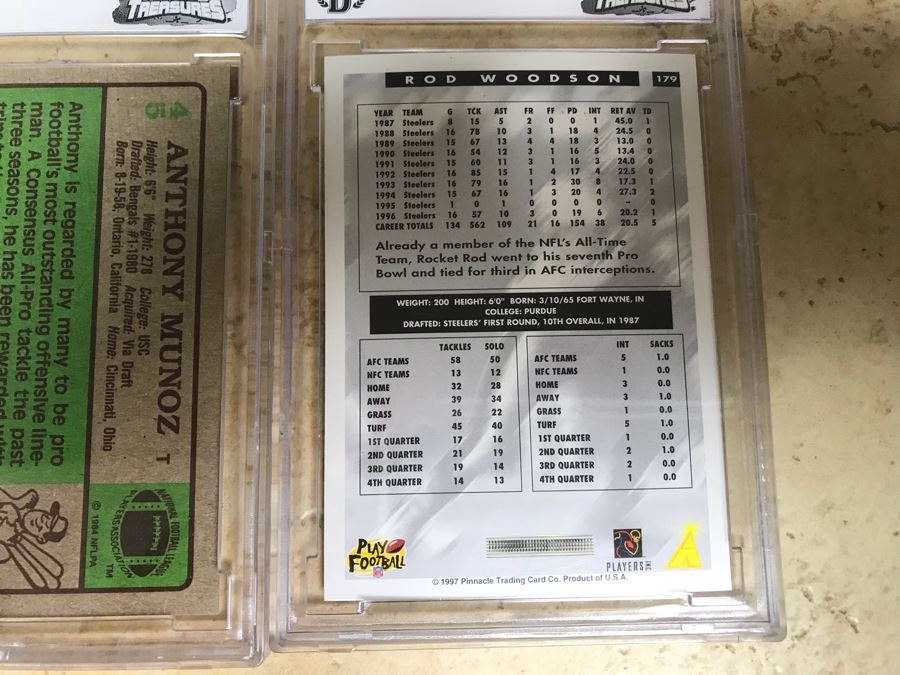 TREASURES
D
TREASURES
45
ANTHONY MUNOZ T
Height: 6'6" Weight: 278 College: USC
Drafted: Bengals #1-1980 Acquired: Via Draft
Born: 8-19-58, Ontario, California Home: Cincinnati, Ohio
Anthony is regarded by many to be pro
football's most outstanding offensive line-
man. A Consensus All-Pro tackle the past
three seasons, he has been rewarded with
NATIONAL FOOTBALL LEAGUE
PLAYERS ASSOCIATION
TM
© 1984 NFLPA
ROD WOODSON 179
YEAR TEAM G TCK AST FR FF PD INT RET AV TD
1987 Steelers 8 15 5 2 0 0 1 45.0 1
1988 Steelers 16 78 10 3 1 18 4 24.5 0
1989 Steelers 15 67 13 4 4 18 3 13.0 0
1990 Steelers 16 54 12 3 1 16 5 13.4 0
1991 Steelers 15 60 11 3 1 16 3 24.0 0
1992 Steelers 16 85 15 1 4 17 4 22.5 0
1993 Steelers 16 79 16 1 2 30 8 17.3 1
1994 Steelers 15 67 16 1 3 20 4 27.3 2
1995 Steelers 1 0 1 0 0 0 0 – 0
1996 Steelers 16 57 10 3 0 19 6 20.2 1
CAREER TOTALS 134 562 109 21 16 154 38 20.5 5
Already a member of the NFL's All-Time
Team, Rocket Rod went to his seventh Pro
Bowl and tied for third in AFC interceptions.
WEIGHT: 200 HEIGHT: 6'0" BORN: 3/10/65 FORT WAYNE, IN
COLLEGE: PURDUE
DRAFTED: STEELERS' FIRST ROUND, 10TH OVERALL, IN 1987
TACKLES SOLO
AFC TEAMS 58 50
NFC TEAMS 13 12
HOME 32 28
AWAY 39 34
GRASS 26 22
TURF 45 40
1ST QUARTER 17 16
2ND QUARTER 21 19
3RD QUARTER 19 14
4TH QUARTER 14 13
INT SACKS
AFC TEAMS 5 1.0
NFC TEAMS 1 0.0
HOME 3 0.0
AWAY 3 1.0
GRASS 1 0.0
TURF 5 1.0
1ST QUARTER 1 0.0
2ND QUARTER 2 1.0
3RD QUARTER 2 0.0
4TH QUARTER 1 0.0
PLAY
FOOTBALL
PLAYERS INC
© 1997 Pinnacle Trading Card Co. Product of U.S.A.